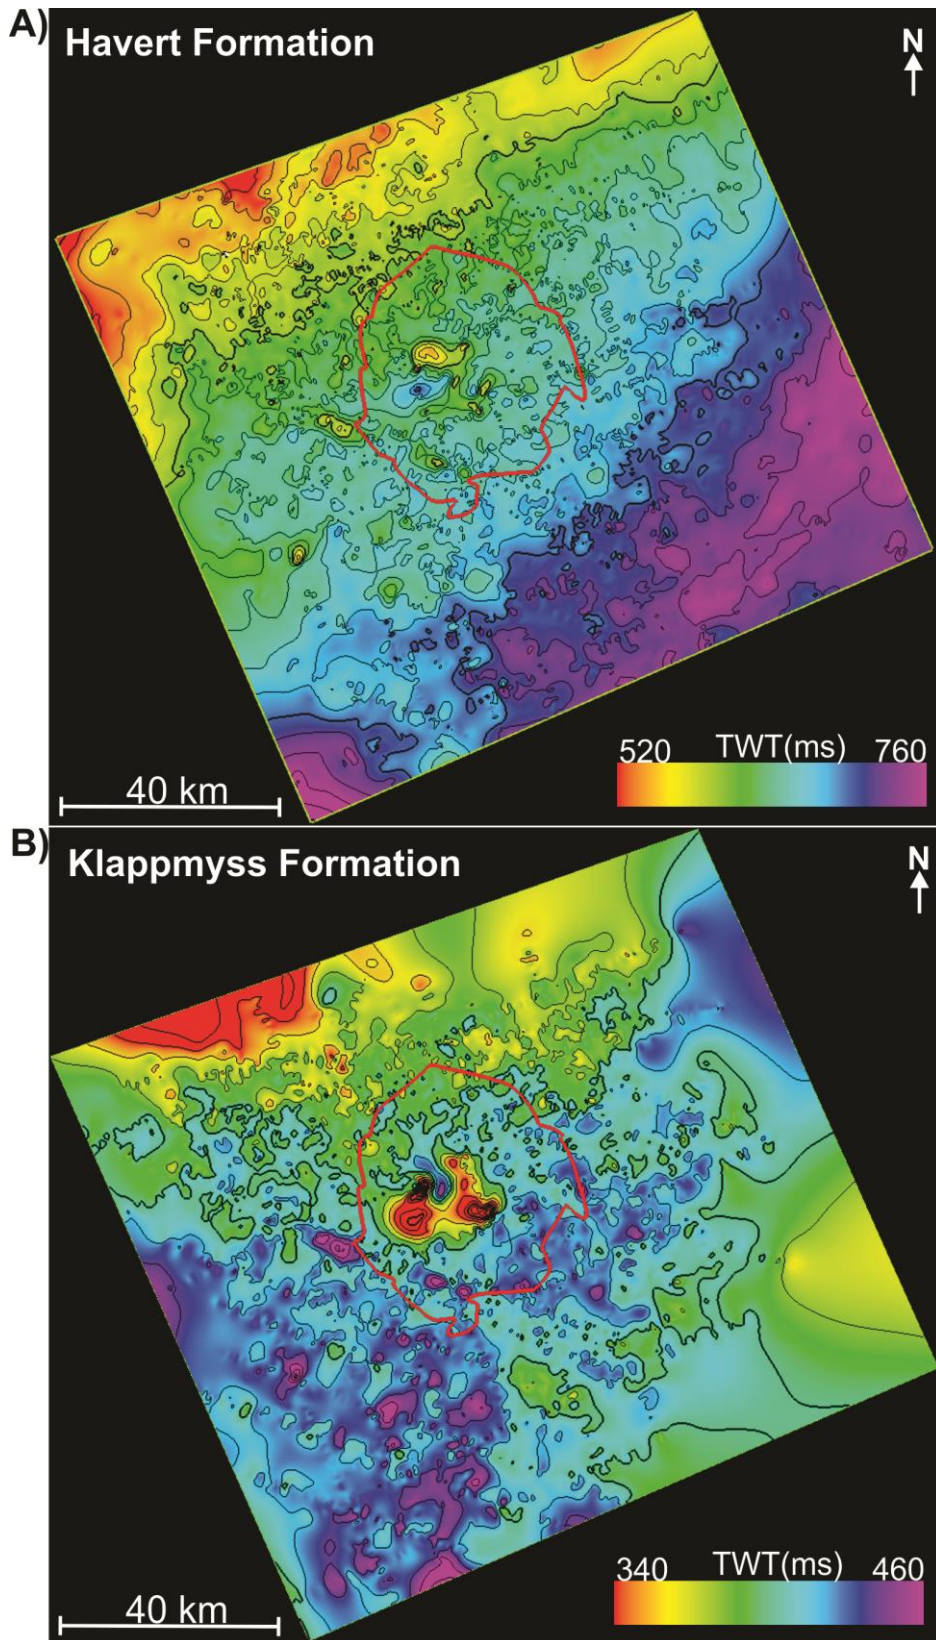 A)
Havert Formation
N
520 TWT(ms) 760
40 km
B)
Klappmyss Formation
N
340 TWT(ms) 460
40 km